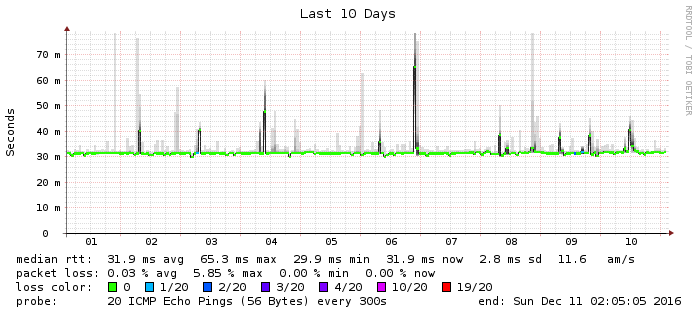 Last 10 Days
RRDTOOL / TOBI OETIKER
Seconds
70 m
60 m
50 m
40 m
30 m
20 m
10 m
0
01 02 03 04 05 06 07 08 09 10
median rtt: 31.9 ms avg 65.3 ms max 29.9 ms min 31.9 ms now 2.8 ms sd 11.6 am/s
packet loss: 0.03 % avg 5.85 % max 0.00 % min 0.00 % now
loss color: 0 1/20 2/20 3/20 4/20 10/20 19/20
probe: 20 ICMP Echo Pings (56 Bytes) every 300s end: Sun Dec 11 02:05:05 2016